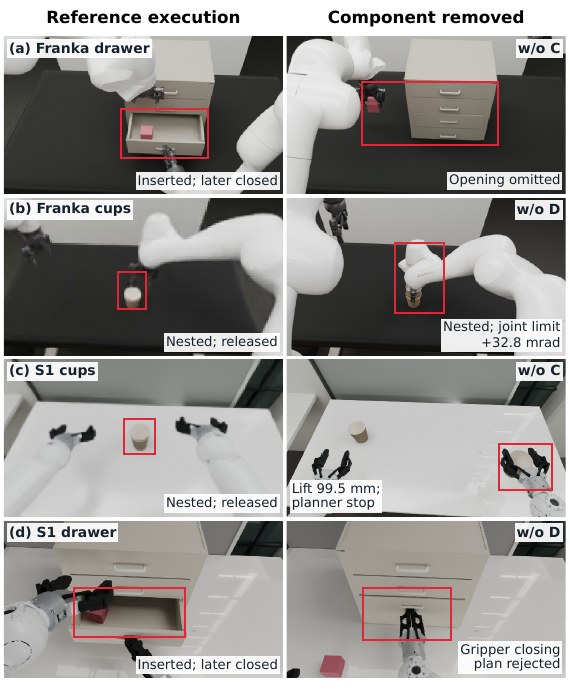 Reference execution
Component removed
(a) Franka drawer
w/o C
Inserted; later closed
Opening omitted
(b) Franka cups
w/o D
Nested; released
Nested; joint limit
+32.8 mrad
(c) S1 cups
w/o C
Nested; released
Lift 99.5 mm;
planner stop
(d) S1 drawer
w/o D
Inserted; later closed
Gripper closing
plan rejected